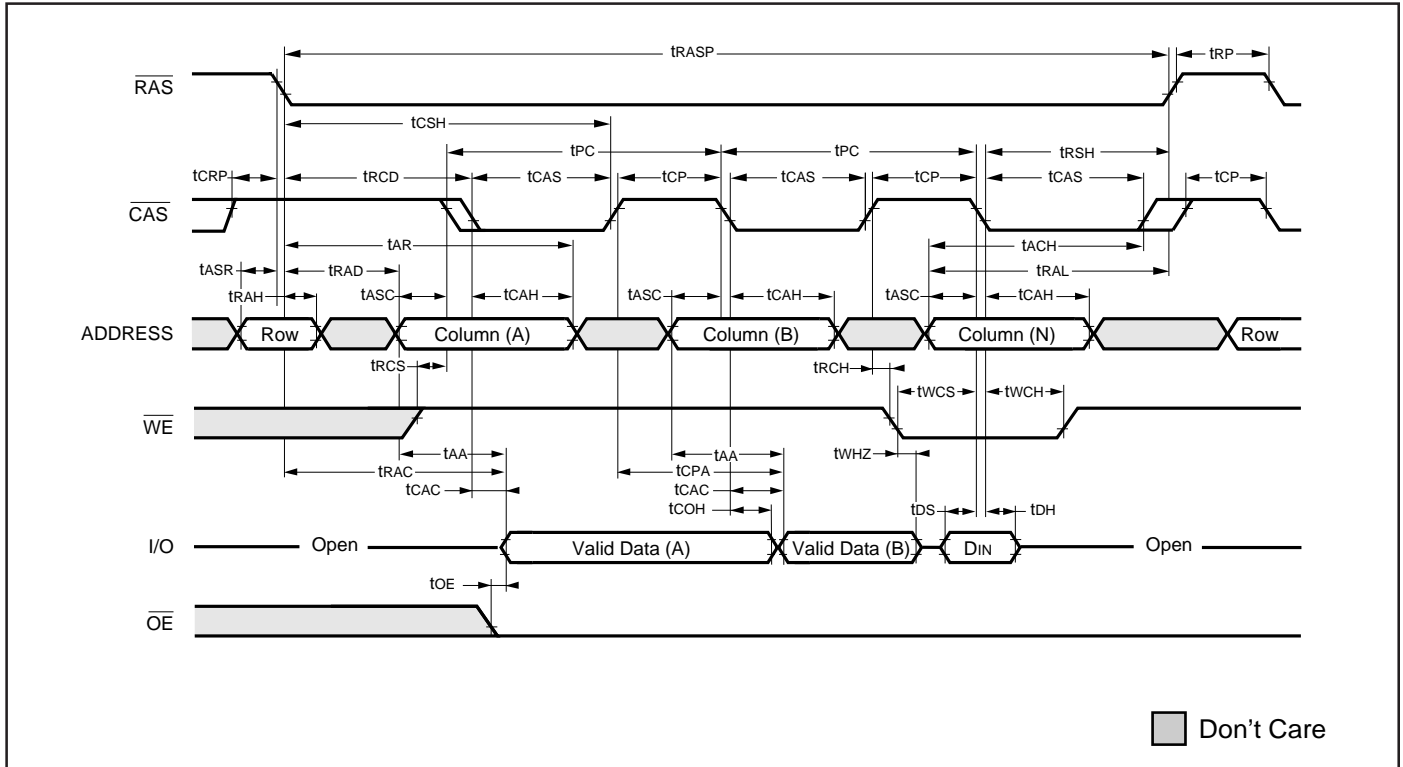 tRASP
tRP
RAS
tCSH
tPC
tPC
tRSH
tCRP
tRCD
tCAS
tCP
tCAS
tCP
tCAS
tCP
CAS
tAR
tACH
tASR
tRAD
tRAL
tRAH
tASC
tCAH
tASC
tCAH
tASC
tCAH
ADDRESS
Row
Column (A)
Column (B)
Column (N)
Row
tRCS
tRCH
tWCS
tWCH
WE
tAA
tAA
tWHZ
tRAC
tCPA
tCAC
tCAC
tCOH
tDS
tDH
I/O
Open
Valid Data (A)
Valid Data (B)
DIN
Open
tOE
OE
Don't Care